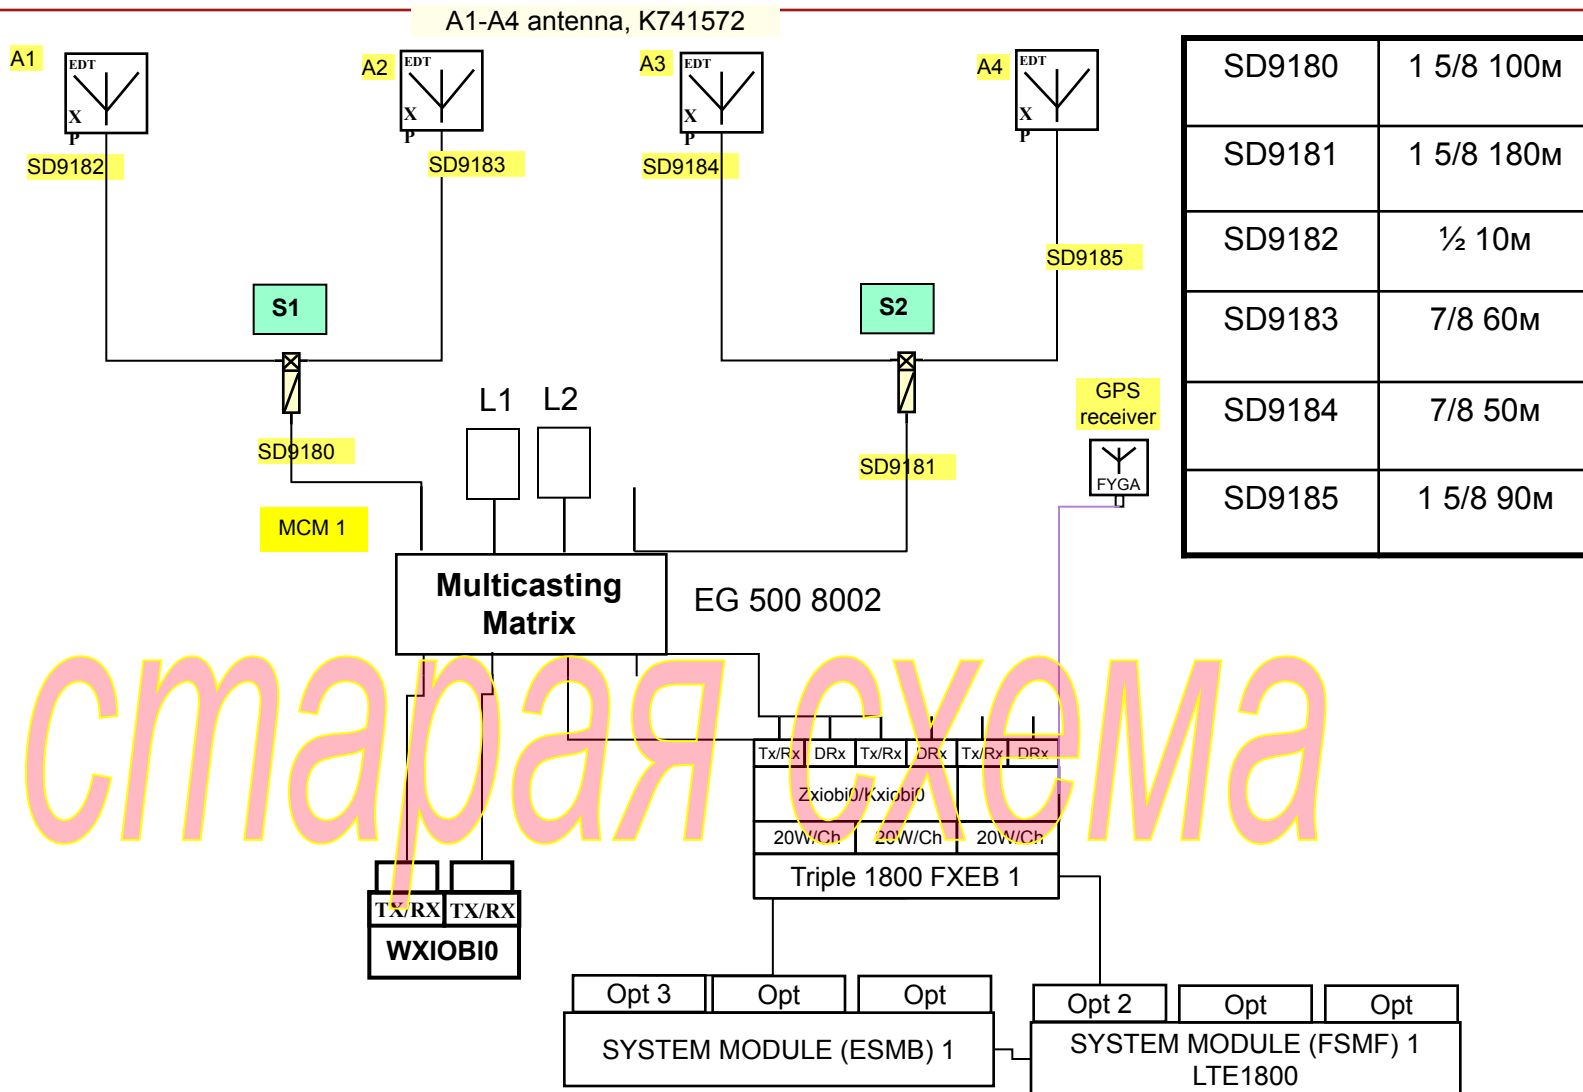 A1-A4 antenna, K741572
A1
EDT
X
P
A2
EDT
X
P
A3
EDT
X
P
A4
EDT
X
P
SD9182
SD9183
SD9184
SD9185
S1
S2
SD9180 1 5/8 100м
SD9181 1 5/8 180м
SD9182 ½ 10м
SD9183 7/8 60м
SD9184 7/8 50м
SD9185 1 5/8 90м
L1 L2
GPS
receiver
FYGA
SD9180
SD9181
MCM 1
Multicasting
Matrix
EG 500 8002
старая схема
Tx/Rx DRx Tx/Rx DRx Tx/Rx DRx
Zxiobi0/Kxiobi0
20W/Ch 20W/Ch 20W/Ch
Triple 1800 FXEB 1
TX/RX TX/RX
WXIOBI0
Opt 3 Opt Opt
SYSTEM MODULE (ESMB) 1
Opt 2 Opt Opt
SYSTEM MODULE (FSMF) 1
LTE1800